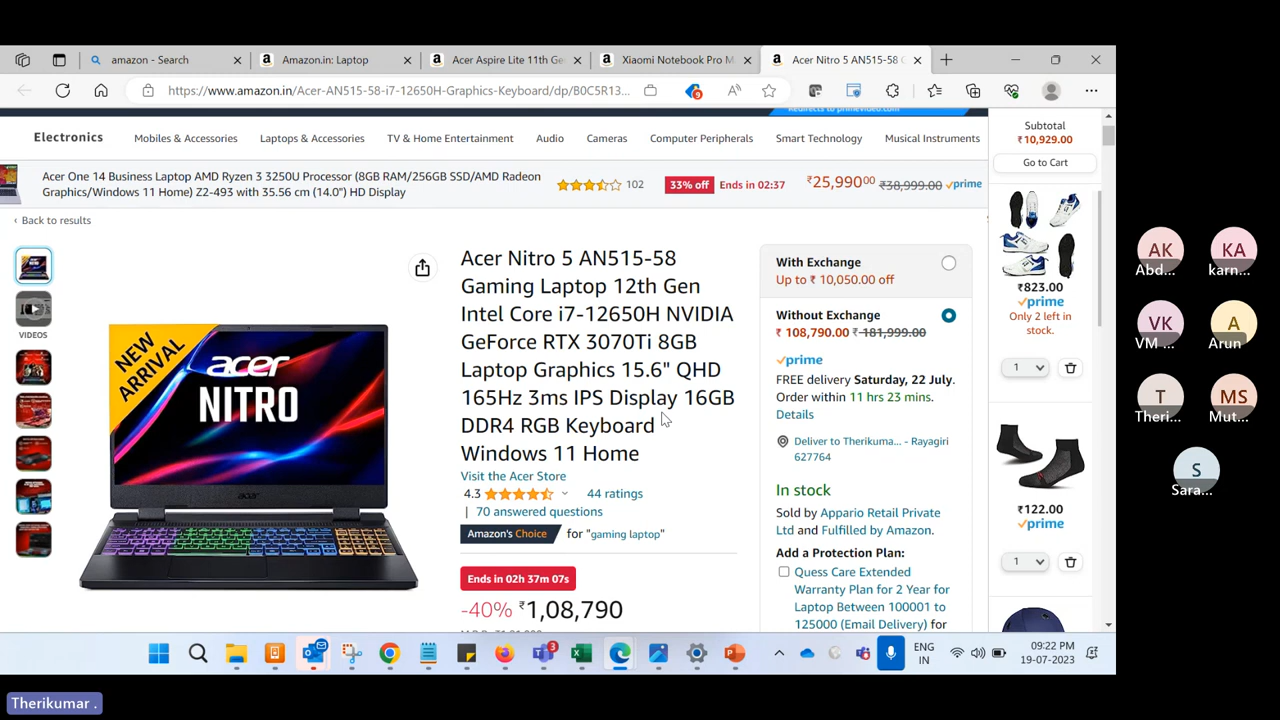 amazon - Search
Amazon.in: Laptop
Acer Aspire Lite 11th Ge
Xiaomi Notebook Pro M
Acer Nitro 5 AN515-58 G
https://www.amazon.in/Acer-AN515-58-i7-12650H-Graphics-Keyboard/dp/B0C5R13...
Redirects to primevideo.com
Electronics
Mobiles & Accessories
Laptops & Accessories
TV & Home Entertainment
Audio
Cameras
Computer Peripherals
Smart Technology
Musical Instruments
Acer One 14 Business Laptop AMD Ryzen 3 3250U Processor (8GB RAM/256GB SSD/AMD Radeon
Graphics/Windows 11 Home) Z2-493 with 35.56 cm (14.0") HD Display
102
33% off
Ends in 02:37
₹25,990⁰⁰
₹38,999.00
prime
‹ Back to results
VIDEOS
NEW
ARRIVAL
acer
NITRO
acer
Acer Nitro 5 AN515-58
Gaming Laptop 12th Gen
Intel Core i7-12650H NVIDIA
GeForce RTX 3070Ti 8GB
Laptop Graphics 15.6" QHD
165Hz 3ms IPS Display 16GB
DDR4 RGB Keyboard
Windows 11 Home
Visit the Acer Store
4.3
44 ratings
| 70 answered questions
Amazon's Choice
for "gaming laptop"
Ends in 02h 37m 07s
-40% ₹1,08,790
With Exchange
Up to ₹ 10,050.00 off
Without Exchange
₹ 108,790.00 ₹ 181,999.00
prime
FREE delivery Saturday, 22 July.
Order within 11 hrs 23 mins.
Details
Deliver to Therikuma... - Rayagiri
627764
In stock
Sold by Appario Retail Private
Ltd and Fulfilled by Amazon.
Add a Protection Plan:
Quess Care Extended
Warranty Plan for 2 Year for
Laptop Between 100001 to
125000 (Email Delivery) for
Subtotal
₹10,929.00
Go to Cart
₹823.00
prime
Only 2 left in
stock.
1
₹122.00
prime
1
AK
Abd...
KA
karn...
VK
VM ...
A
Arun
T
Theri...
MS
Mut...
S
Sara...
3
ENG
IN
09:22 PM
19-07-2023
Therikumar .